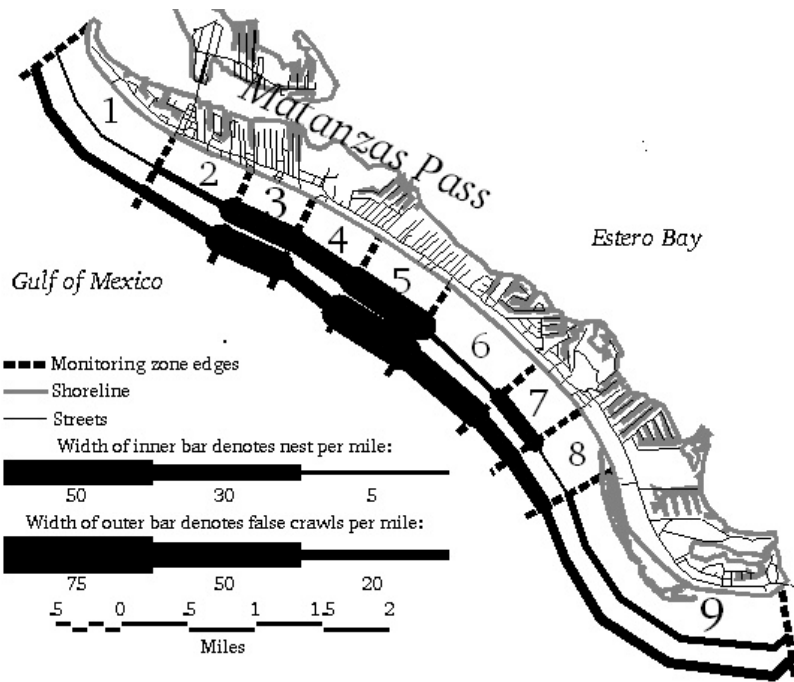 Matanzas Pass
Estero Bay
Gulf of Mexico
1
2
3
4
5
6
7
8
9
Monitoring zone edges
Shoreline
Streets
Width of inner bar denotes nest per mile:
50 30 5
Width of outer bar denotes false crawls per mile:
75 50 20
.5 0 .5 1 1.5 2
Miles